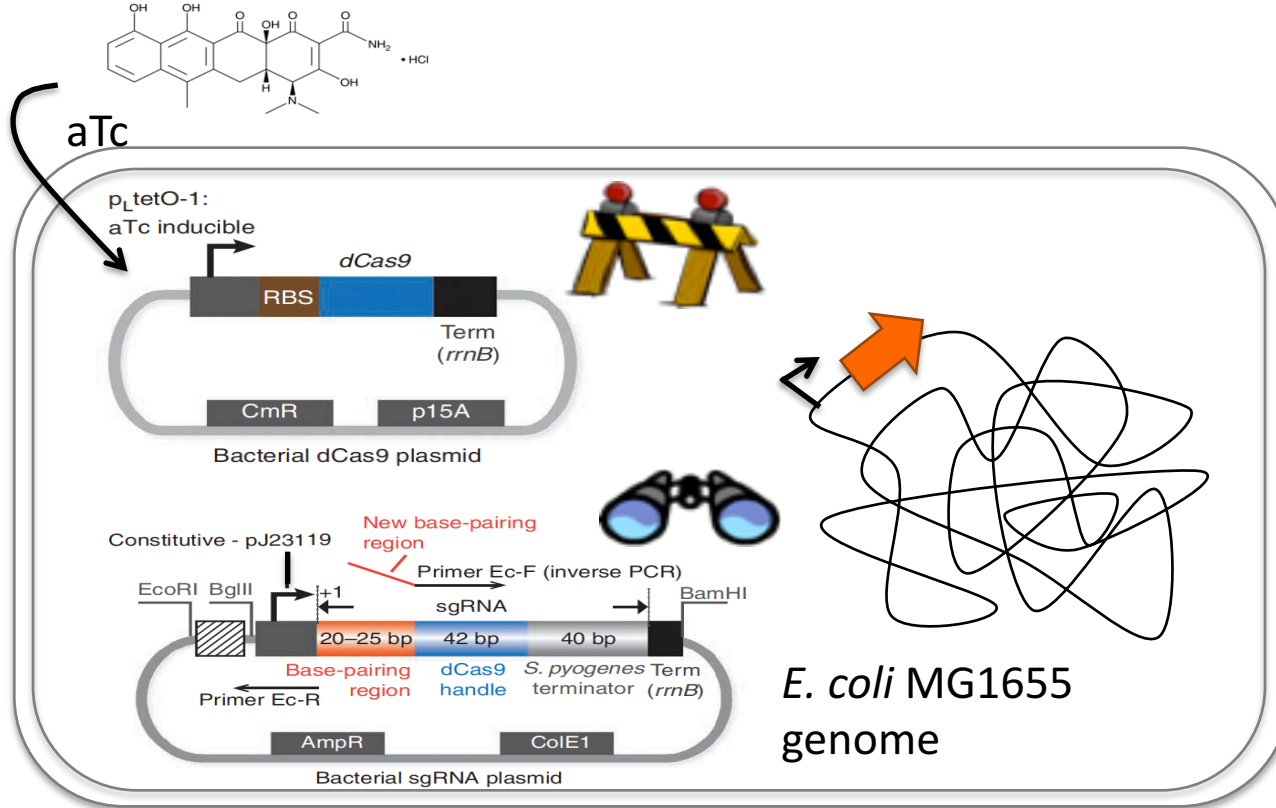 OH
OH
O
OH
O
O
NH₂
• HCl
OH
H
N
aTc
pLtetO-1:
aTc inducible
dCas9
RBS
Term
(rrnB)
CmR
p15A
Bacterial dCas9 plasmid
New base-pairing
region
Constitutive - pJ23119
Primer Ec-F (inverse PCR)
EcoRI
BglII
+1
sgRNA
BamHI
20–25 bp
42 bp
40 bp
Base-pairing
region
dCas9
handle
S. pyogenes
terminator
Term
(rrnB)
Primer Ec-R
AmpR
ColE1
Bacterial sgRNA plasmid
E. coli MG1655
genome